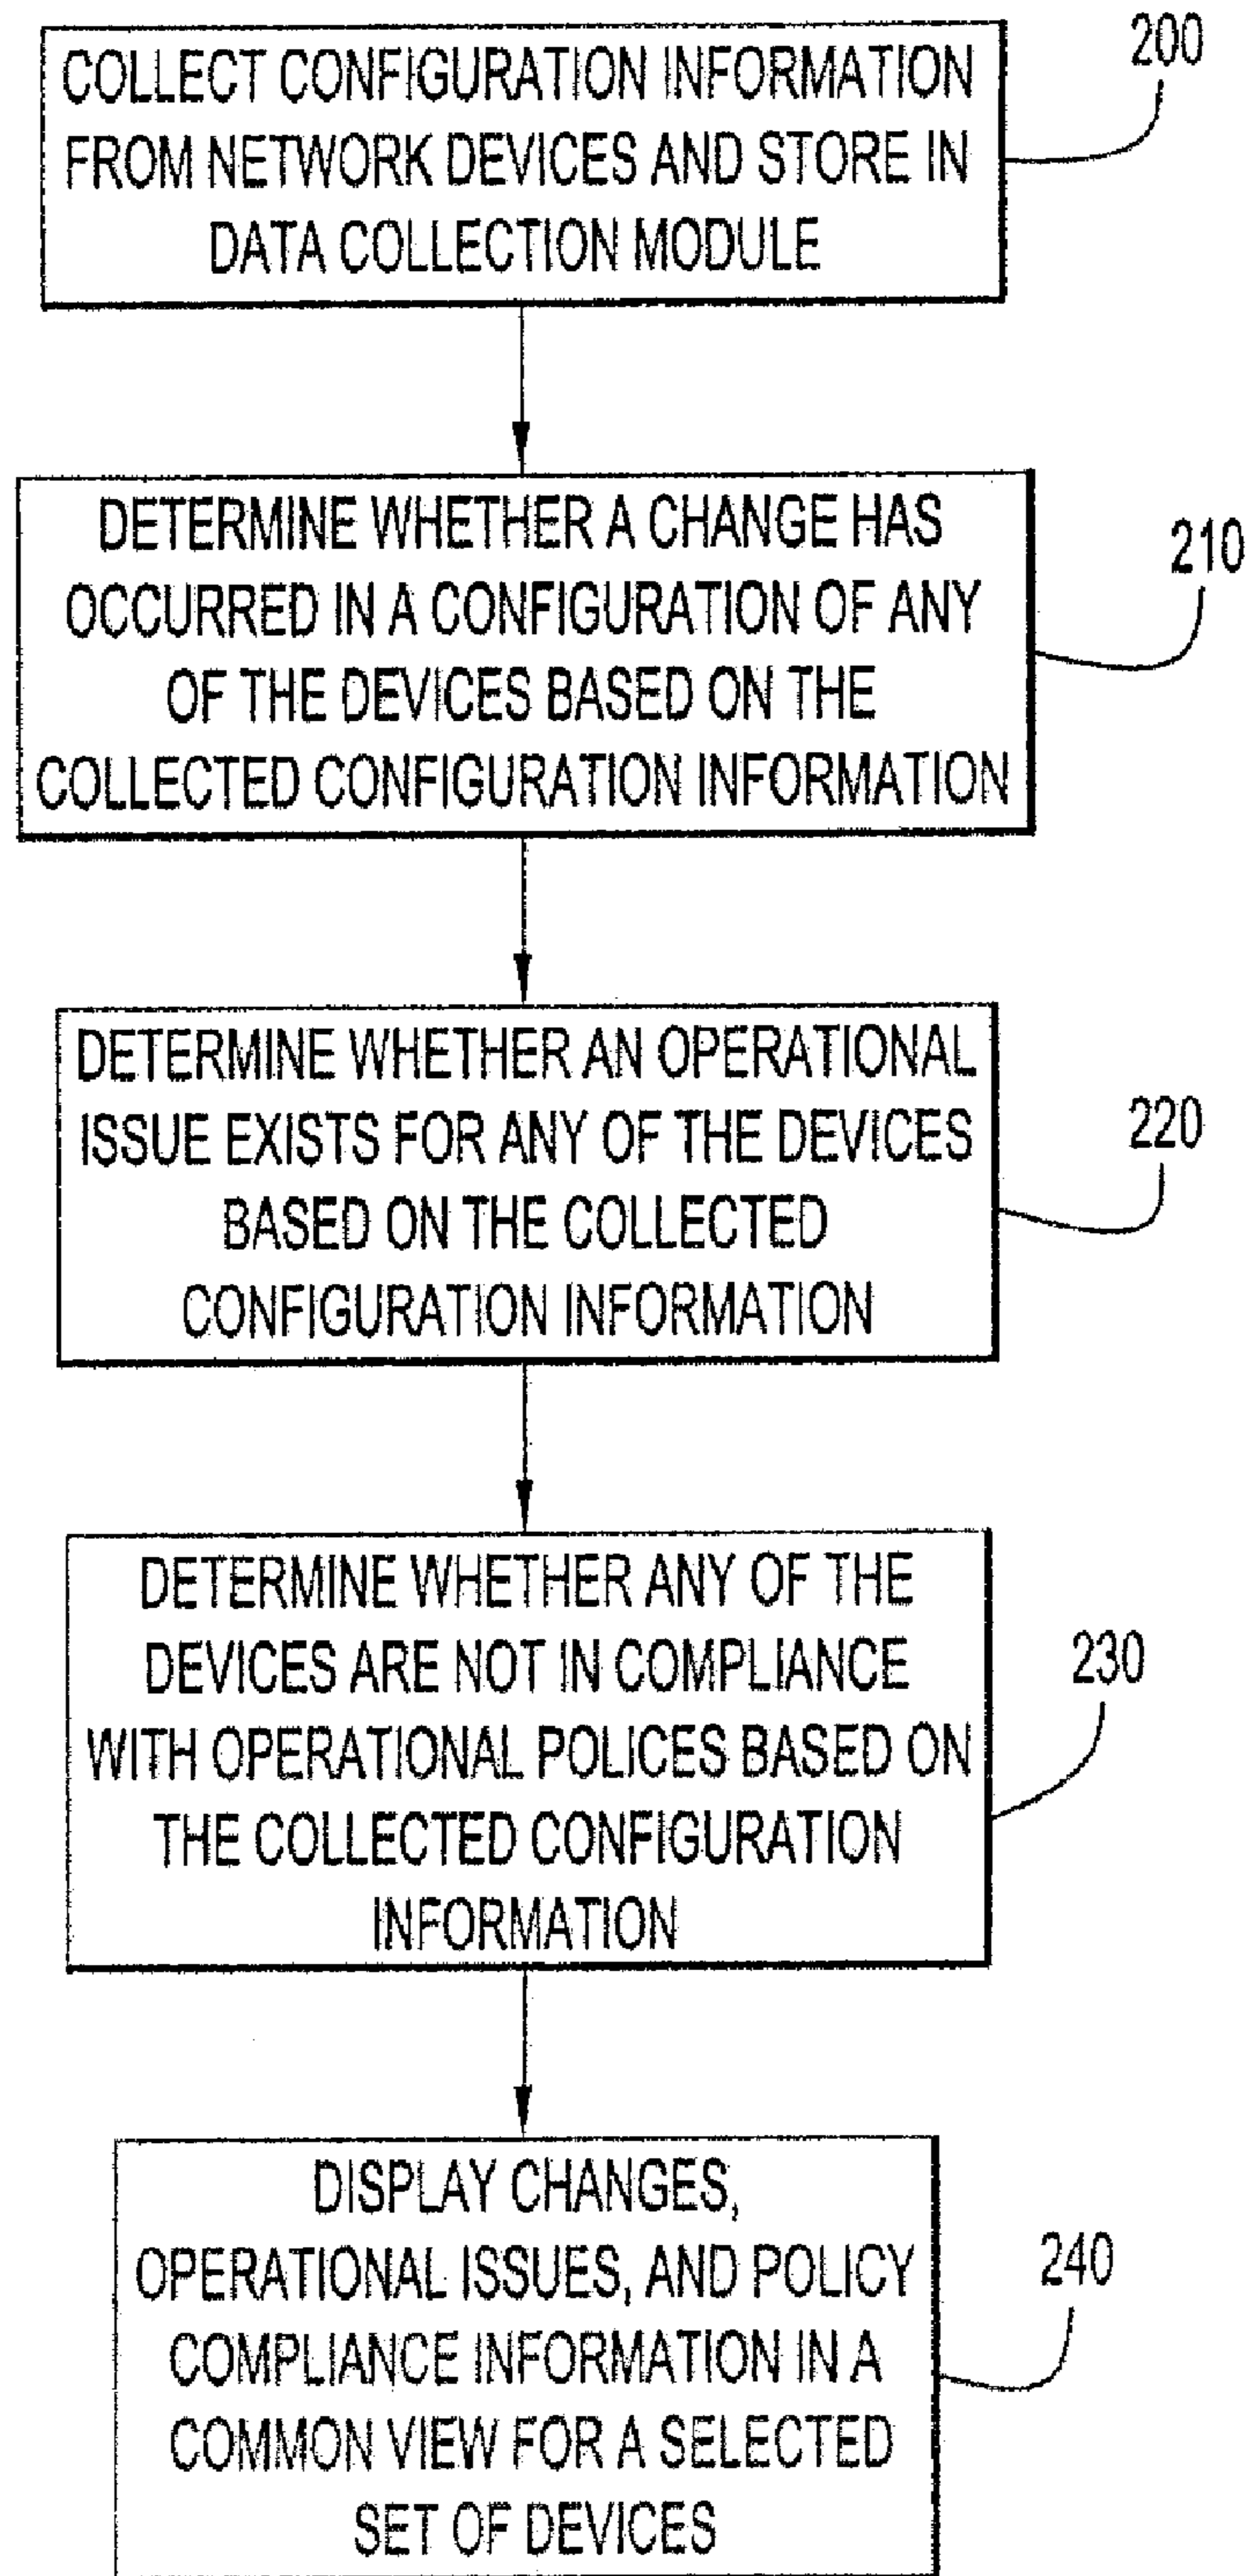 200
COLLECT CONFIGURATION INFORMATION
FROM NETWORK DEVICES AND STORE IN
DATA COLLECTION MODULE
210
DETERMINE WHETHER A CHANGE HAS
OCCURRED IN A CONFIGURATION OF ANY
OF THE DEVICES BASED ON THE
COLLECTED CONFIGURATION INFORMATION
220
DETERMINE WHETHER AN OPERATIONAL
ISSUE EXISTS FOR ANY OF THE DEVICES
BASED ON THE COLLECTED
CONFIGURATION INFORMATION
230
DETERMINE WHETHER ANY OF THE
DEVICES ARE NOT IN COMPLIANCE
WITH OPERATIONAL POLICES BASED ON
THE COLLECTED CONFIGURATION
INFORMATION
240
DISPLAY CHANGES,
OPERATIONAL ISSUES, AND POLICY
COMPLIANCE INFORMATION IN A
COMMON VIEW FOR A SELECTED
SET OF DEVICES